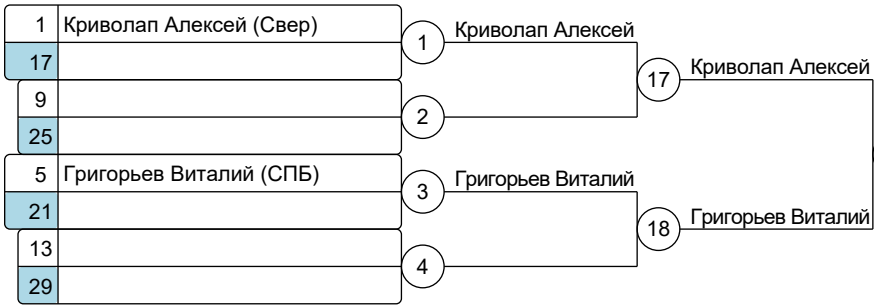 1 Криволап Алексей (Свер)
17
1 Криволап Алексей
9
25
2
17 Криволап Алексей
5 Григорьев Виталий (СПБ)
21
3 Григорьев Виталий
13
29
4
18 Григорьев Виталий